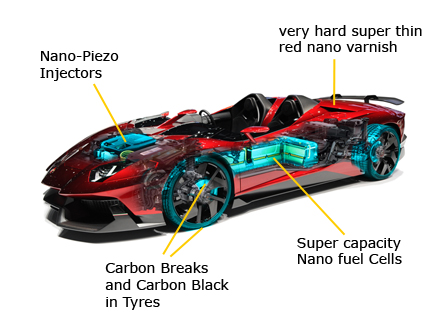 very hard super thin
red nano varnish
Nano-Piezo
Injectors
Super capacity
Nano fuel Cells
Carbon Breaks
and Carbon Black
in Tyres